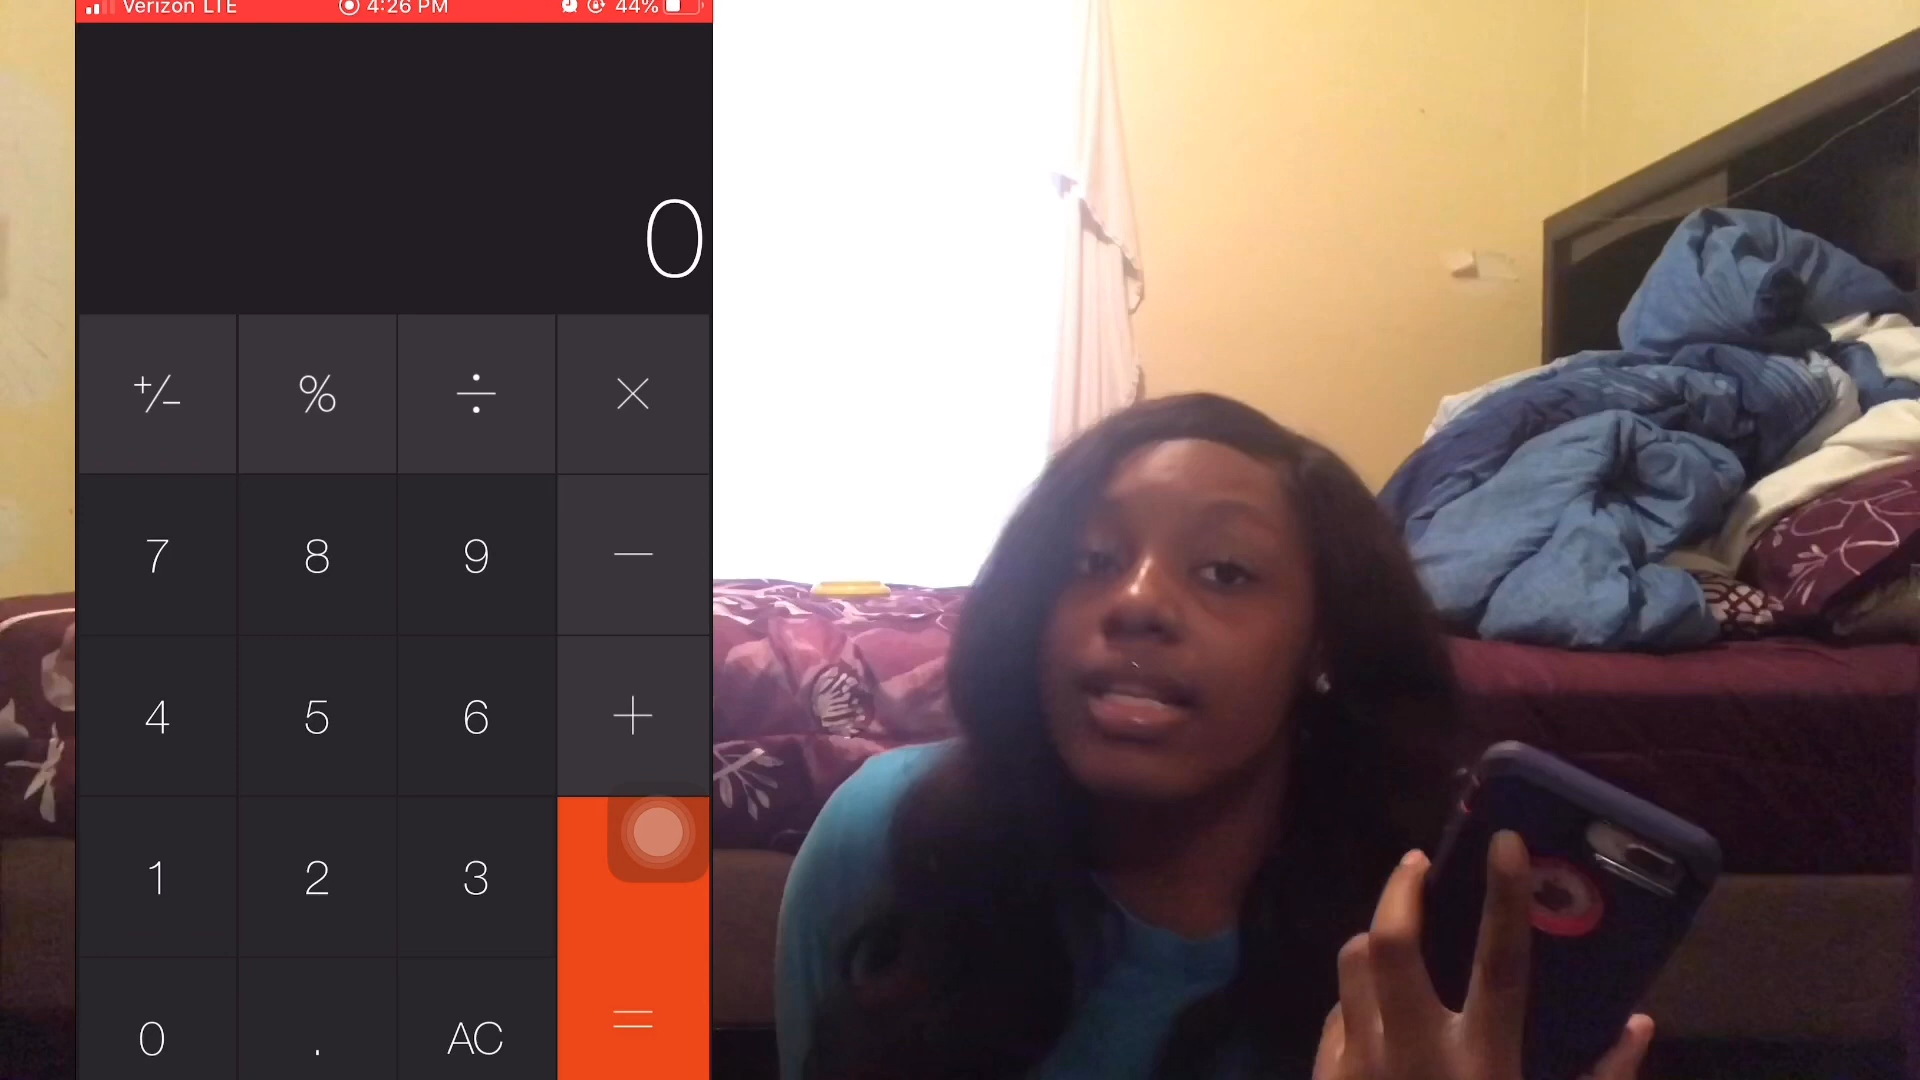 Verizon LTE 4:26 PM 44%
0
+/− % ÷ ×
7 8 9 −
4 5 6 +
1 2 3
0 . AC =